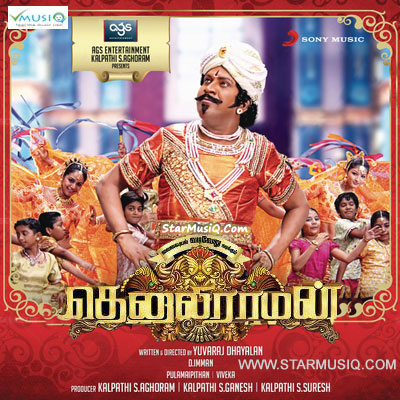 VMUSIQ
ags
AGS ENTERTAINMENT
KALPATHI S.AGHORAM
PRESENTS
SONY MUSIC
StarMusiQ.Com
தெனாலிராமன்
WRITTEN & DIRECTED BY YUVARAJ DHAYALAN
D.IMMAN
PULAMAIPITHAN | VIVEKA
WWW.STARMUSIQ.COM
PRODUCER KALPATHI S.AGHORAM | KALPATHI S.GANESH | KALPATHI S.SURESH